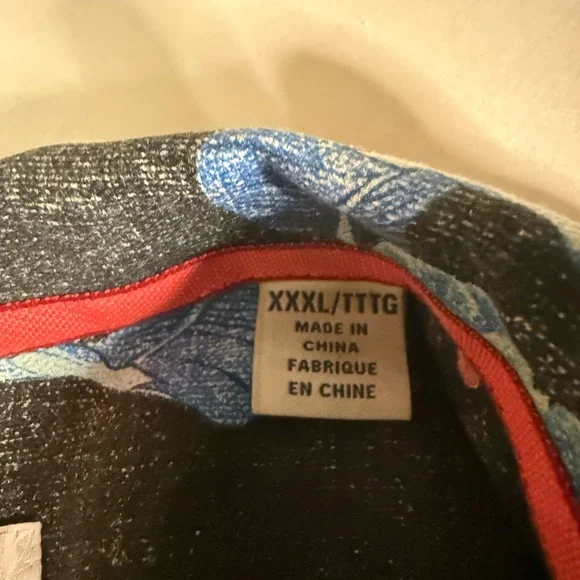 XXXL/TTTG
MADE IN
CHINA
FABRIQUE
EN CHINE